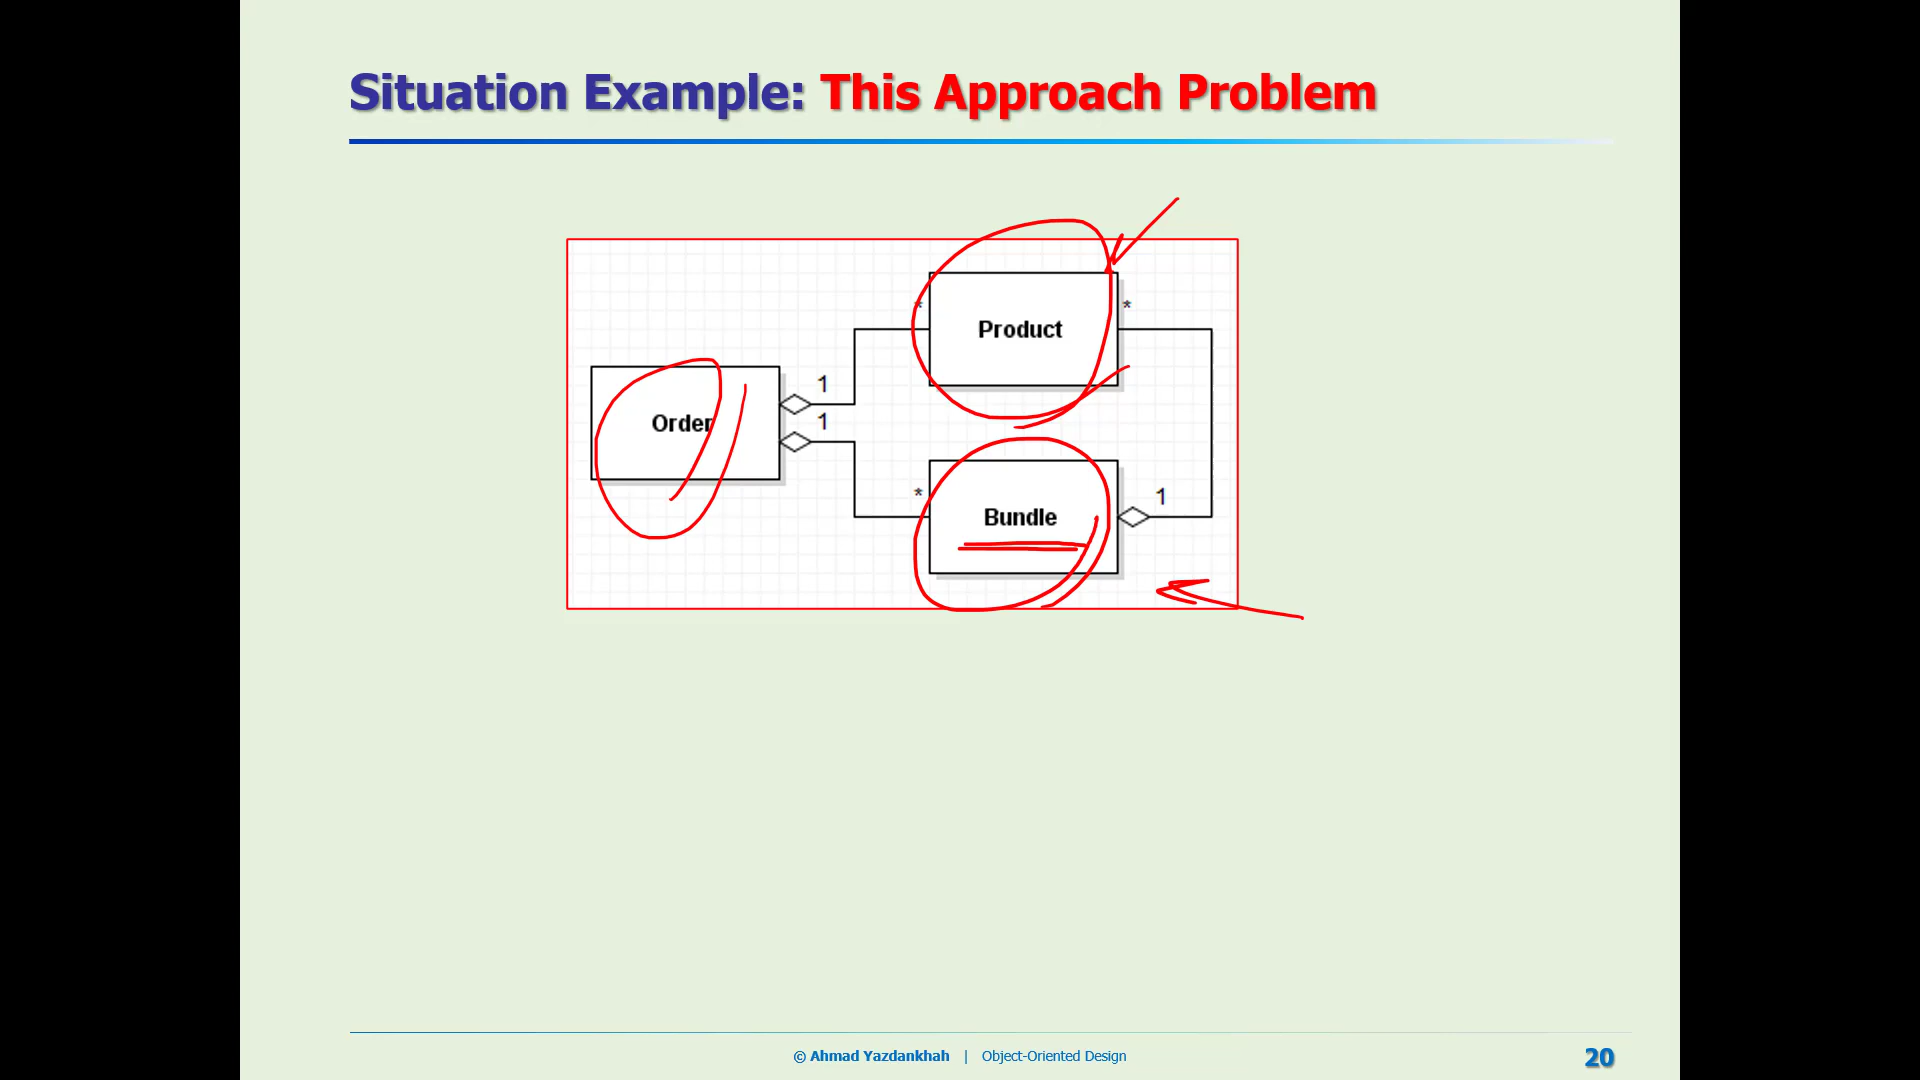 Situation Example: This Approach Problem
* Product *
1
Order
1
* Bundle 1
© Ahmad Yazdankhah | Object-Oriented Design 20